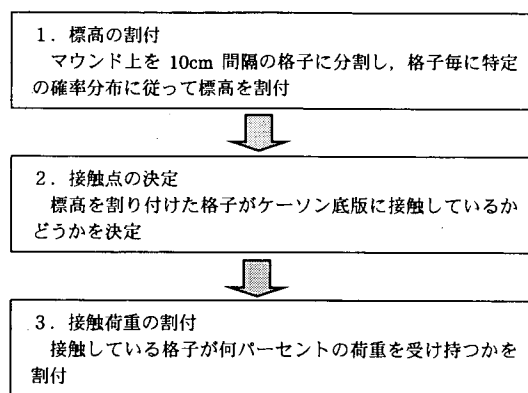 1．標高の割付
マウンド上を 10cm 間隔の格子に分割し，格子毎に特定
の確率分布に従って標高を割付
2．接触点の決定
標高を割り付けた格子がケーソン底版に接触しているか
どうかを決定
3．接触荷重の割付
接触している格子が何パーセントの荷重を受け持つかを
割付